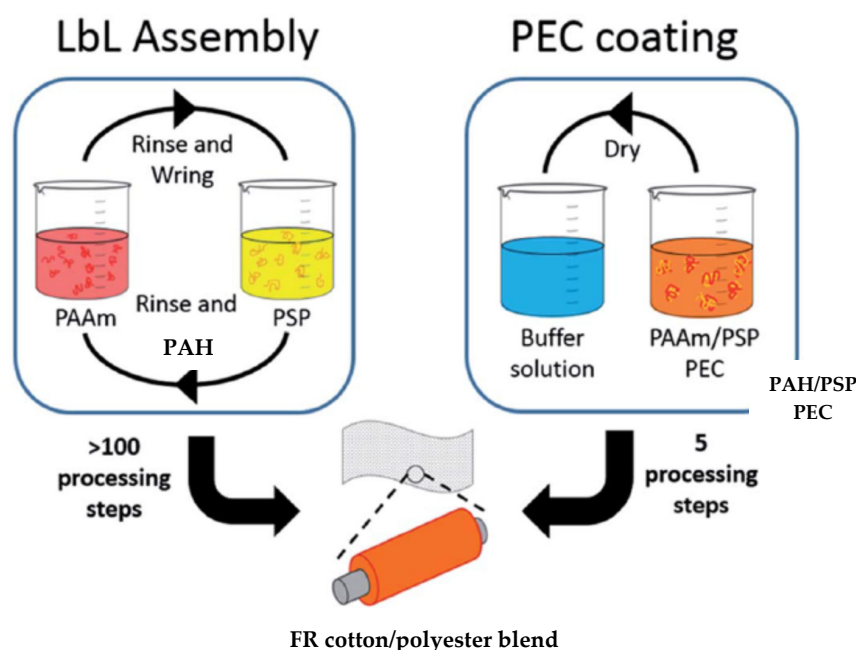 LbL Assembly
PEC coating
Rinse and
Wring
Dry
PAAm
Rinse and
PSP
PAH
Buffer
solution
PAAm/PSP
PEC
PAH/PSP
PEC
>100
processing
steps
5
processing
steps
FR cotton/polyester blend